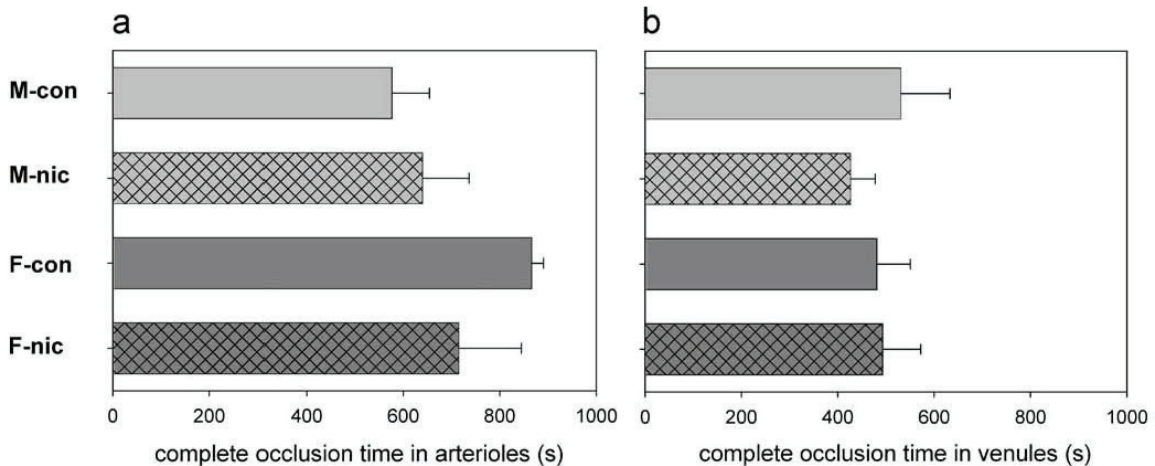 a
b
M-con
M-nic
F-con
F-nic
0 200 400 600 800 1000
0 200 400 600 800 1000
complete occlusion time in arterioles (s)
complete occlusion time in venules (s)